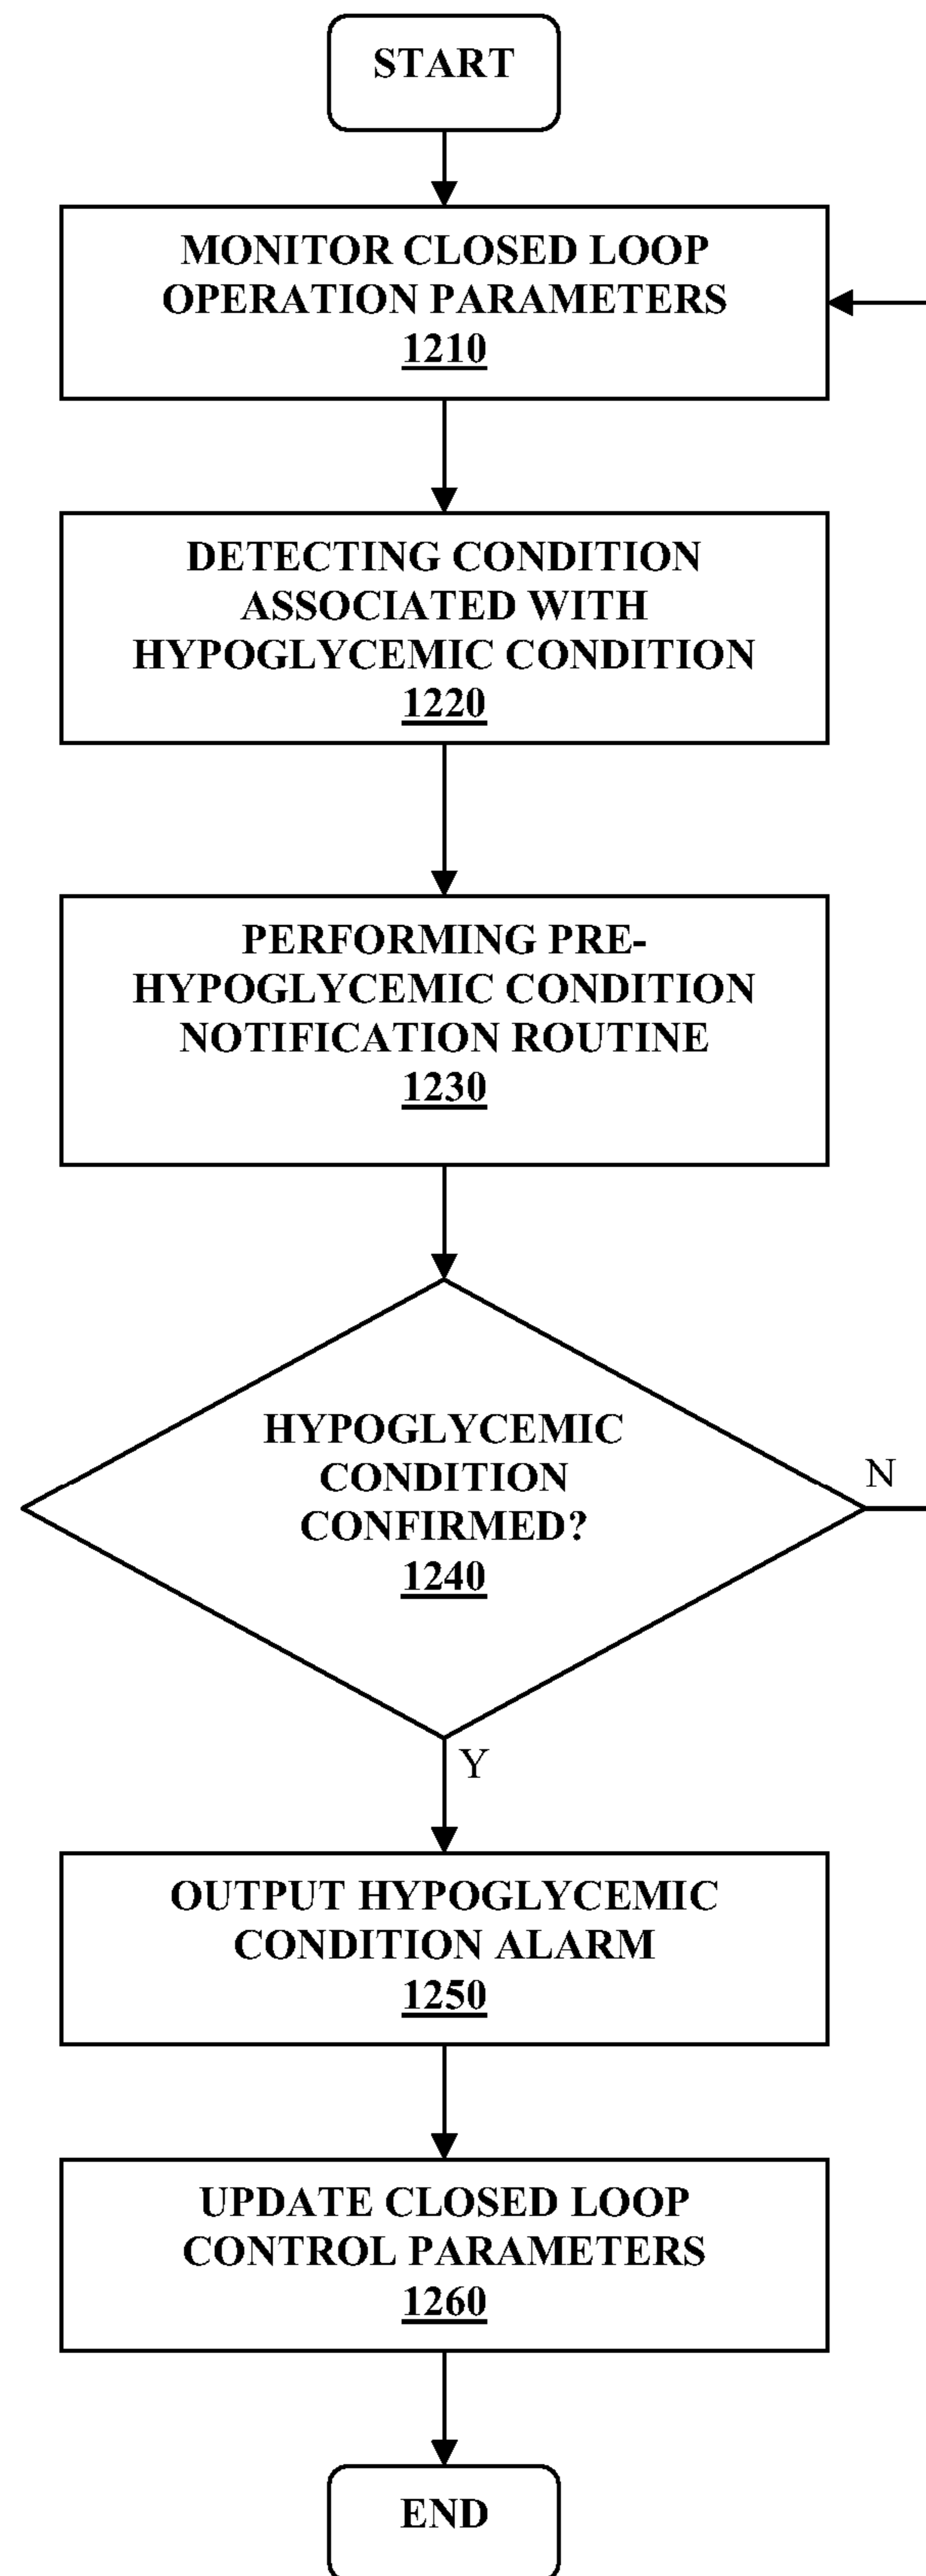 START
MONITOR CLOSED LOOP
OPERATION PARAMETERS
1210
DETECTING CONDITION
ASSOCIATED WITH
HYPOGLYCEMIC CONDITION
1220
PERFORMING PRE-
HYPOGLYCEMIC CONDITION
NOTIFICATION ROUTINE
1230
HYPOGLYCEMIC
CONDITION
CONFIRMED?
1240
N
Y
OUTPUT HYPOGLYCEMIC
CONDITION ALARM
1250
UPDATE CLOSED LOOP
CONTROL PARAMETERS
1260
END